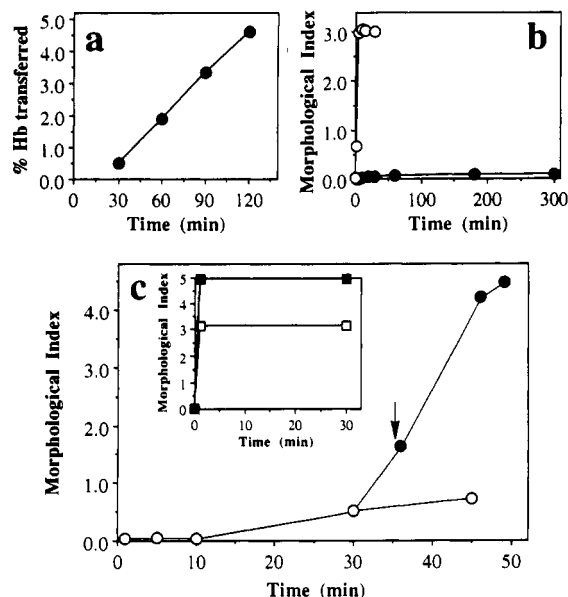 a
% Hb transferred
5.0
4.0
3.0
2.0
1.0
0.0
0 30 60 90 120
Time (min)
b
Morphological Index
3.0
2.0
1.0
0.0
0 100 200 300
Time (min)
c
Morphological Index
4.0
3.0
2.0
1.0
0.0
0 10 20 30 40 50
Time (min)
Morphological Index
5
4
3
2
1
0
0 10 20 30
Time (min)